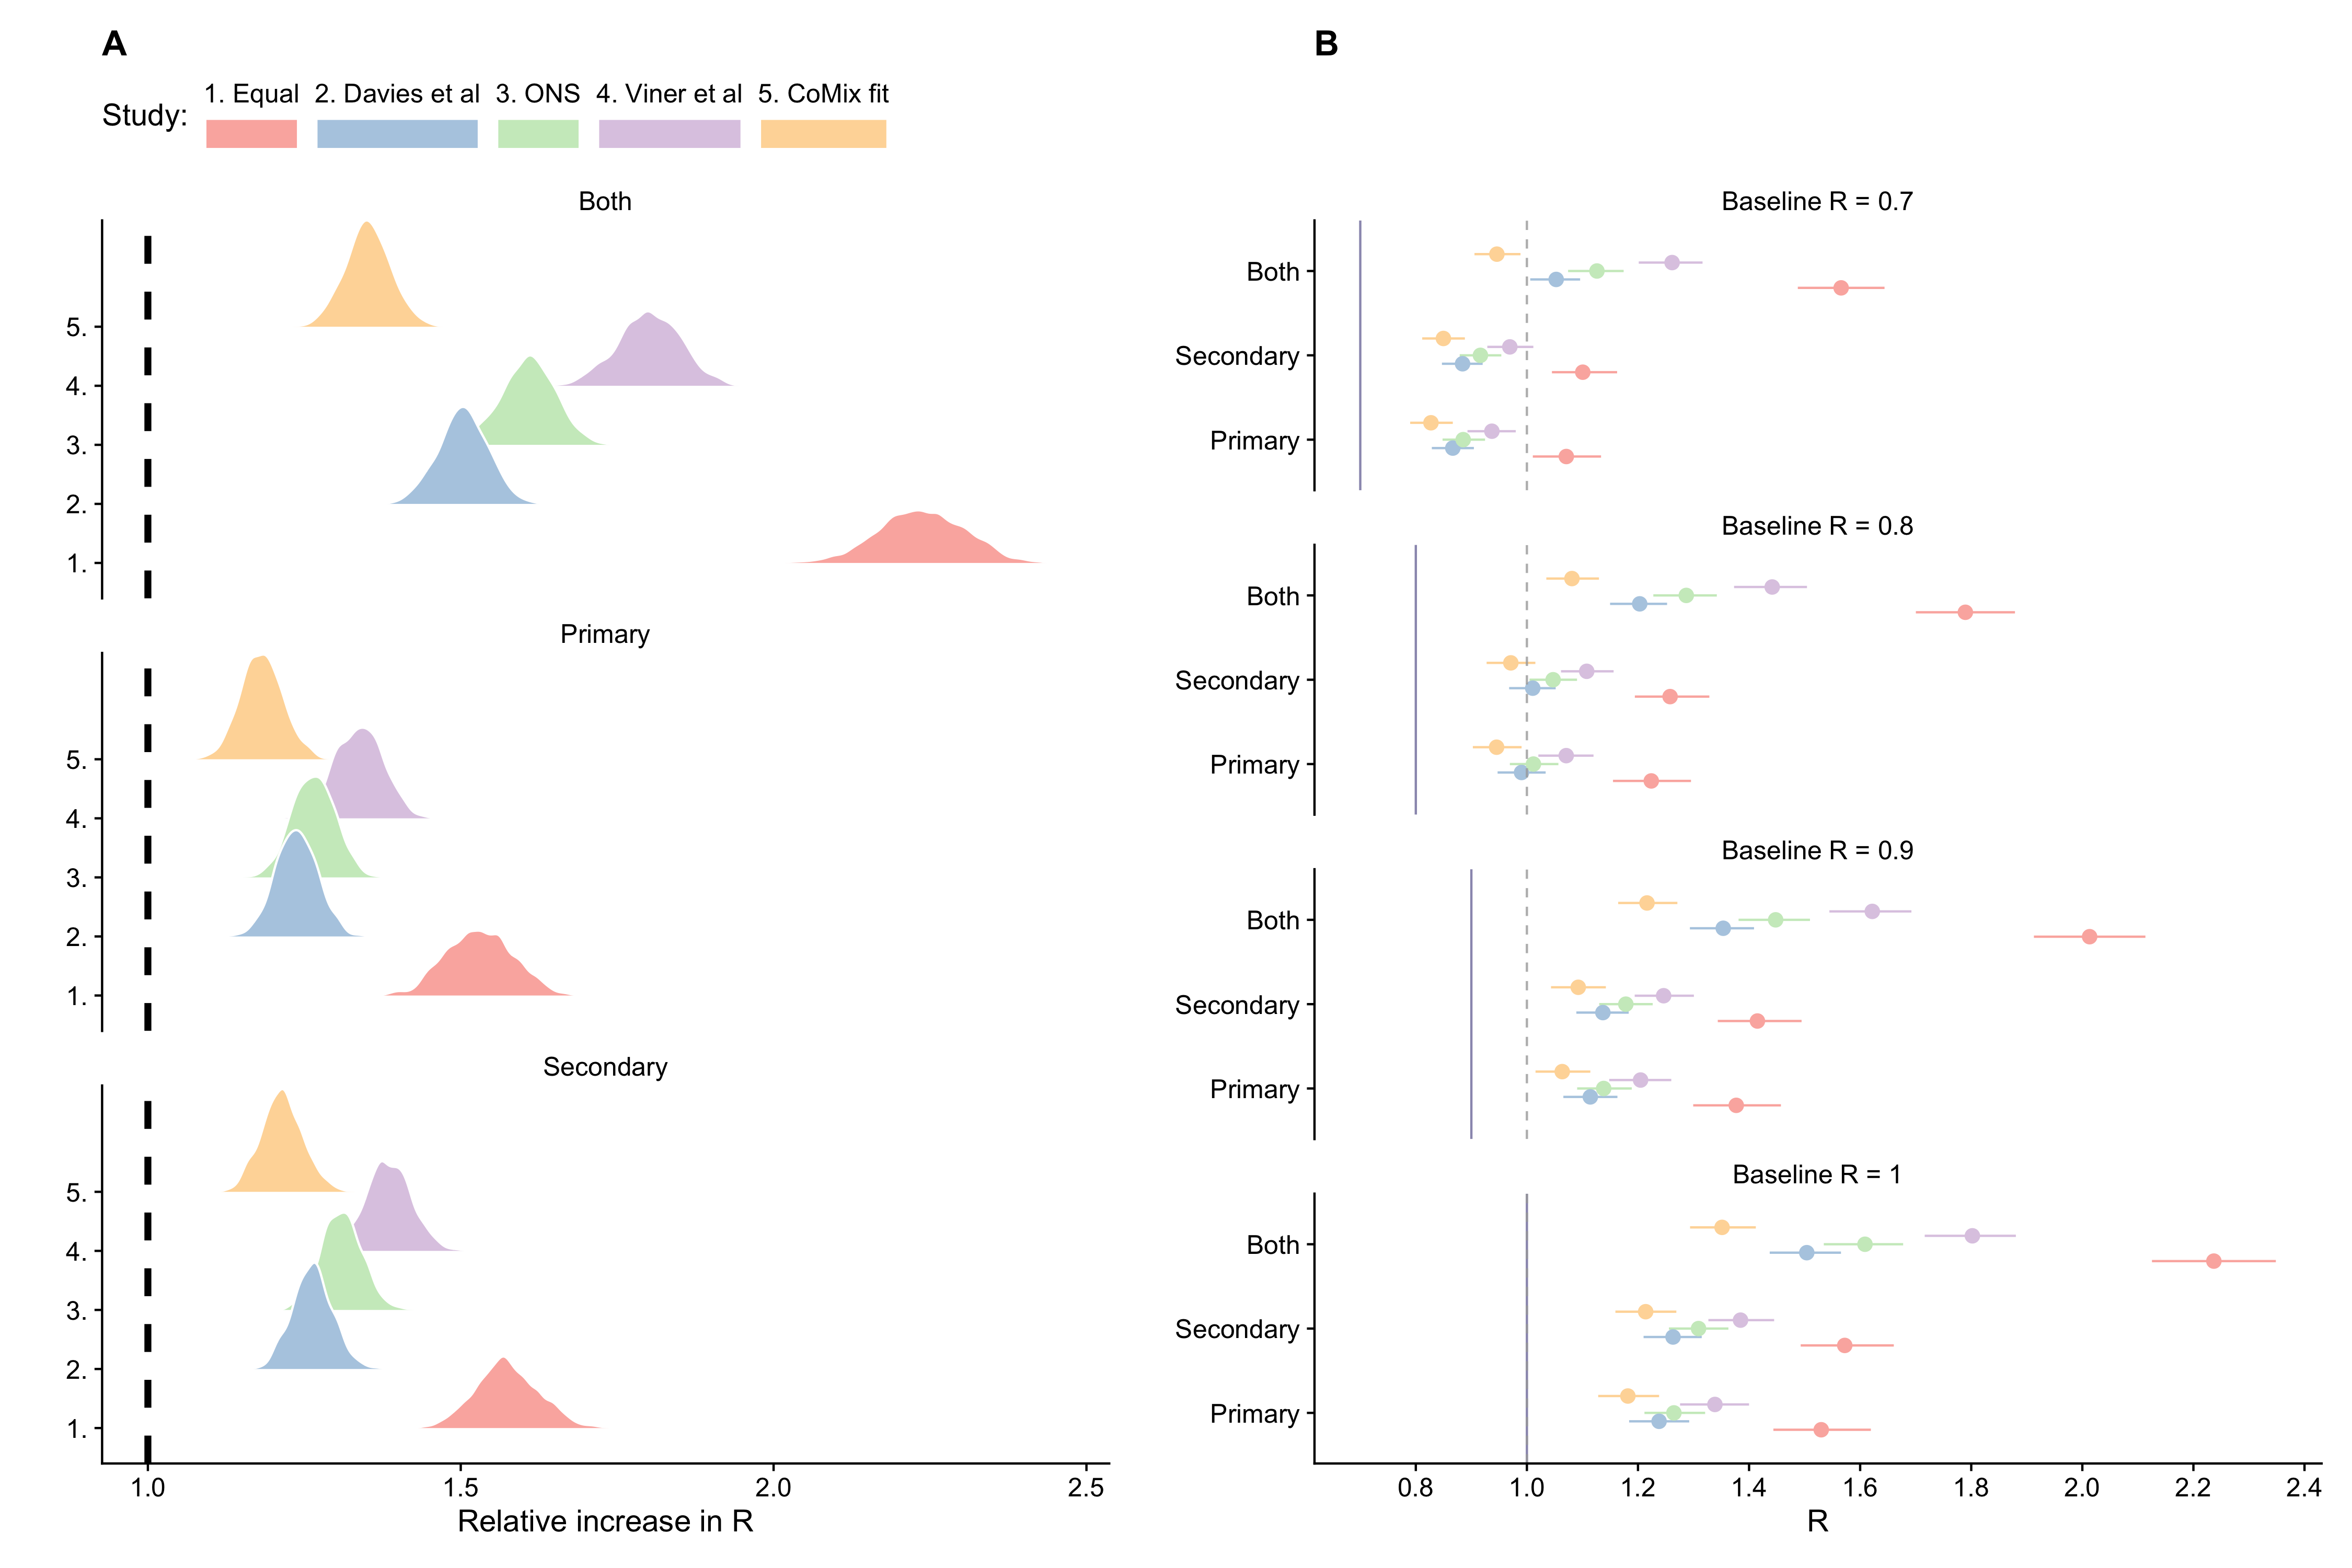 A
Study:
1. Equal 2. Davies et al 3. ONS 4. Viner et al 5. CoMix fit
Both
5.
4.
3.
2.
1.
Primary
5.
4.
3.
2.
1.
Secondary
5.
4.
3.
2.
1.
1.0 1.5 2.0 2.5
Relative increase in R
B
Baseline R = 0.7
Both
Secondary
Primary
Baseline R = 0.8
Both
Secondary
Primary
Baseline R = 0.9
Both
Secondary
Primary
Baseline R = 1
Both
Secondary
Primary
0.8 1.0 1.2 1.4 1.6 1.8 2.0 2.2 2.4
R